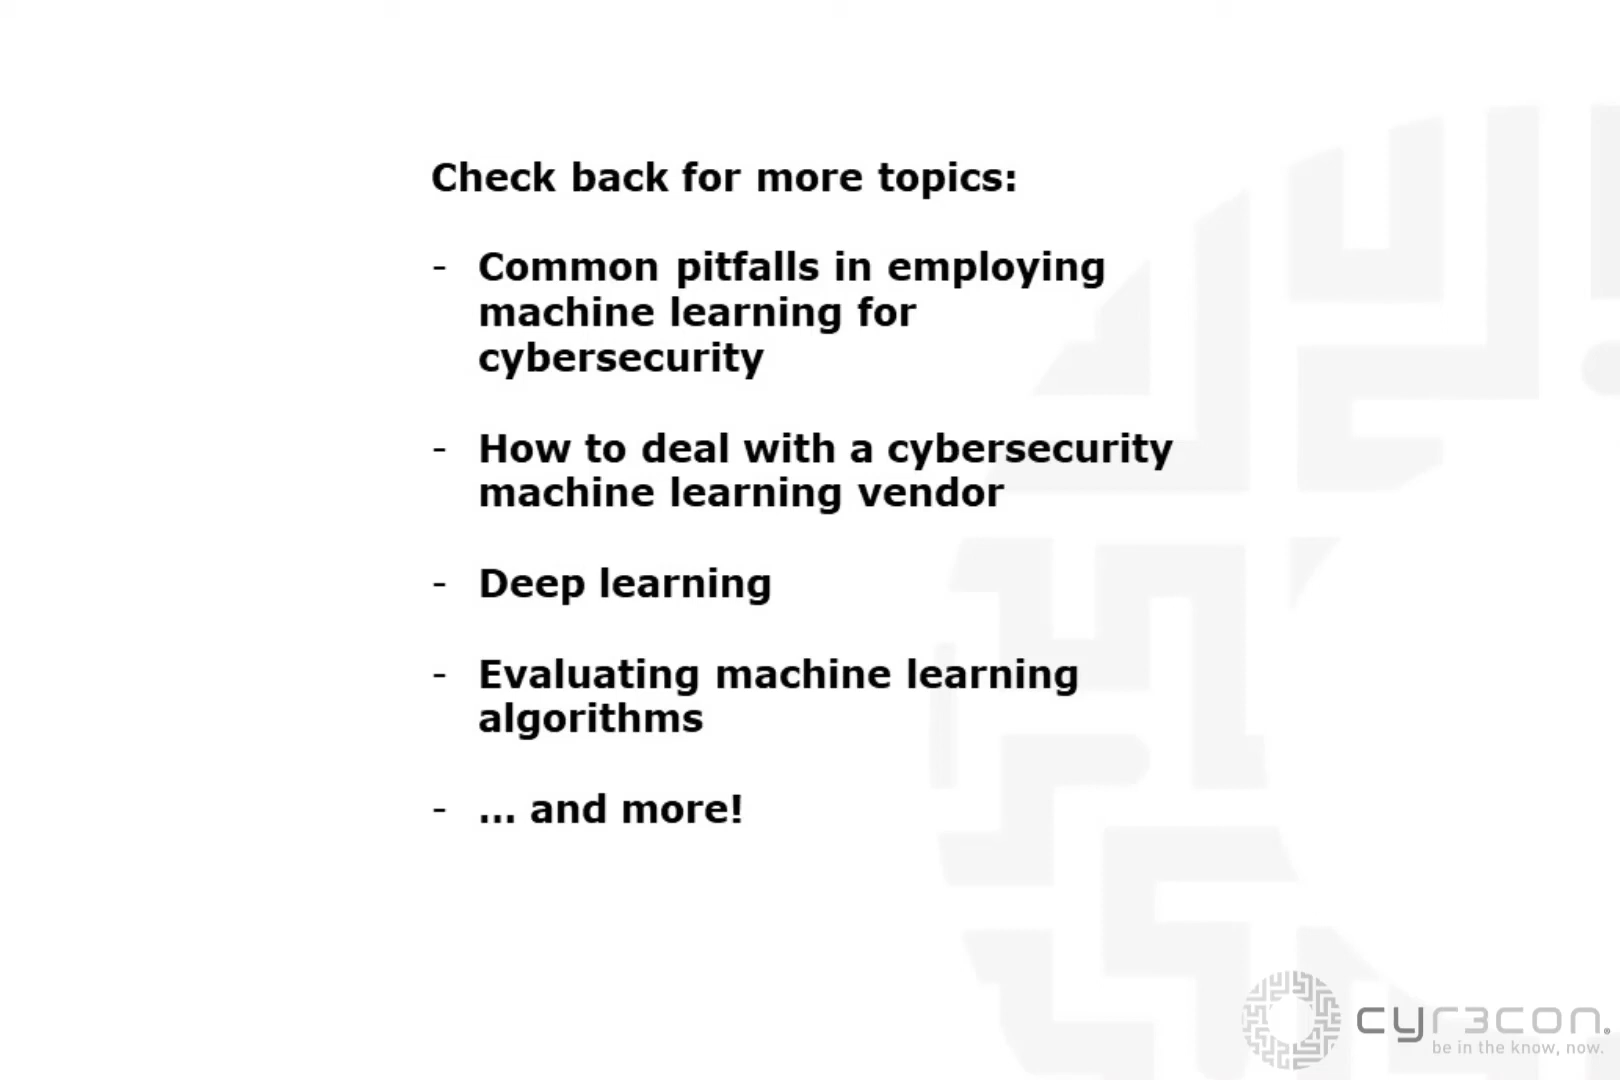 Check back for more topics:
- Common pitfalls in employing
machine learning for
cybersecurity
- How to deal with a cybersecurity
machine learning vendor
- Deep learning
- Evaluating machine learning
algorithms
- ... and more!
cyr3con®
be in the know, now.